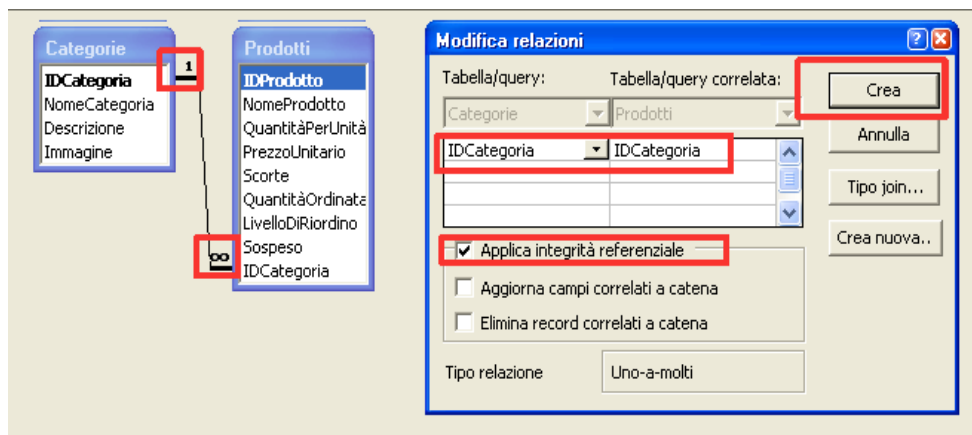 Categorie
IDCategoria
NomeCategoria
Descrizione
Immagine
1
∞
Prodotti
IDProdotto
NomeProdotto
QuantitàPerUnità
PrezzoUnitario
Scorte
QuantitàOrdinata
LivelloDiRiordino
Sospeso
IDCategoria
Modifica relazioni
Tabella/query: Tabella/query correlata:
Categorie Prodotti
IDCategoria IDCategoria
Applica integrità referenziale
Aggiorna campi correlati a catena
Elimina record correlati a catena
Tipo relazione Uno-a-molti
Crea
Annulla
Tipo join...
Crea nuova..